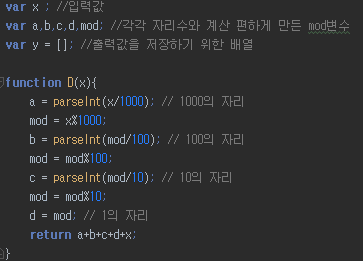 var x ; //입력값
var a,b,c,d,mod; //각각 자리수와 계산 편하게 만든 mod변수
var y = []; //출력값을 저장하기 위한 배열
function D(x){
a = parseInt(x/1000); // 1000의 자리
mod = x%1000;
b = parseInt(mod/100); // 100의 자리
mod = mod%100;
c = parseInt(mod/10); // 10의 자리
mod = mod%10;
d = mod; // 1의 자리
return a+b+c+d+x;
}